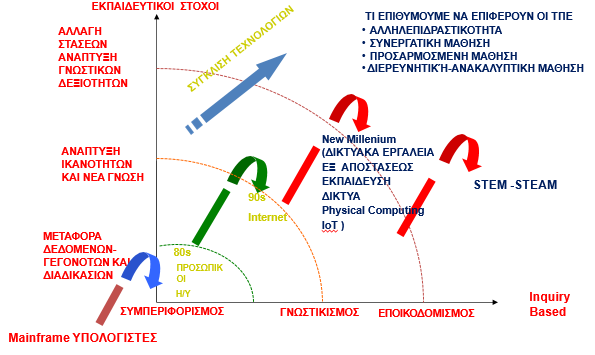 ΕΚΠΑΙΔΕΥΤΙΚΟΙ ΣΤΟΧΟΙ
ΤΙ ΕΠΙΘΥΜΟΥΜΕ ΝΑ ΕΠΙΦΕΡΟΥΝ ΟΙ ΤΠΕ
• ΑΛΛΗΛΕΠΙΔΡΑΣΤΙΚΟΤΗΤΑ
• ΣΥΝΕΡΓΑΤΙΚΗ ΜΑΘΗΣΗ
• ΠΡΟΣΑΡΜΟΣΜΕΝΗ ΜΑΘΗΣΗ
• ΔΙΕΡΕΥΝΗΤΙΚΉ-ΑΝΑΚΑΛΥΠΤΙΚΗ ΜΑΘΗΣΗ
ΑΛΛΑΓΗ
ΣΤΑΣΕΩΝ
ΑΝΑΠΤΥΞΗ
ΓΝΩΣΤΙΚΩΝ
ΔΕΞΙΟΤΗΤΩΝ
ΣΥΓΚΛΙΣΗ ΤΕΧΝΟΛΟΓΙΩΝ
ΑΝΑΠΤΥΞΗ
ΙΚΑΝΟΤΗΤΩΝ
ΚΑΙ ΝΕΑ ΓΝΩΣΗ
New Millenium
(ΔΙΚΤΥΑΚΑ ΕΡΓΑΛΕΙΑ
ΕΞ ΑΠΟΣΤΑΣΕΩΣ
ΕΚΠΑΙΔΕΥΣΗ
ΔΙΚΤΥΑ
Physical Computing
IoT )
STEM -STEAM
90s
Internet
ΜΕΤΑΦΟΡΑ
ΔΕΔΟΜΕΝΩΝ-
ΓΕΓΟΝΟΤΩΝ ΚΑΙ
ΔΙΑΔΙΚΑΣΙΩΝ
80s
ΠΡΟΣΩΠΙΚ
ΟΙ
Η/Υ
ΣΥΜΠΕΡΙΦΟΡΙΣΜΟΣ
ΓΝΩΣΤΙΚΙΣΜΟΣ
ΕΠΟΙΚΟΔΟΜΙΣΜΟΣ
Inquiry
Based
Mainframe ΥΠΟΛΟΓΙΣΤΕΣ